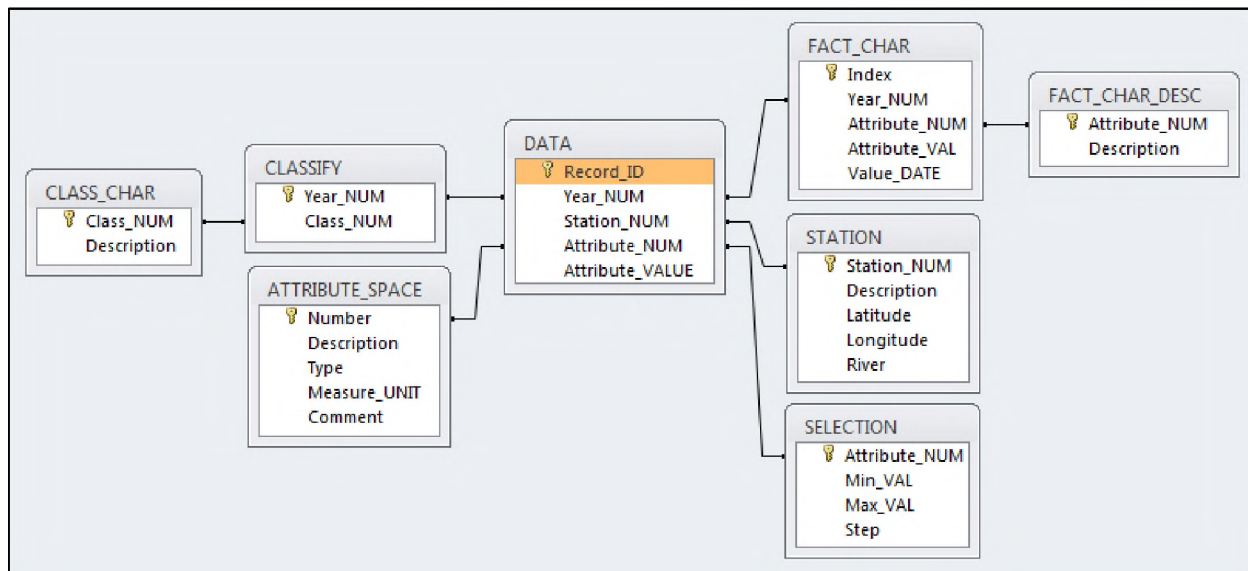 CLASS_CHAR
Class_NUM
Description
CLASSIFY
Year_NUM
Class_NUM
ATTRIBUTE_SPACE
Number
Description
Type
Measure_UNIT
Comment
DATA
Record_ID
Year_NUM
Station_NUM
Attribute_NUM
Attribute_VALUE
FACT_CHAR
Index
Year_NUM
Attribute_NUM
Attribute_VAL
Value_DATE
FACT_CHAR_DESC
Attribute_NUM
Description
STATION
Station_NUM
Description
Latitude
Longitude
River
SELECTION
Attribute_NUM
Min_VAL
Max_VAL
Step